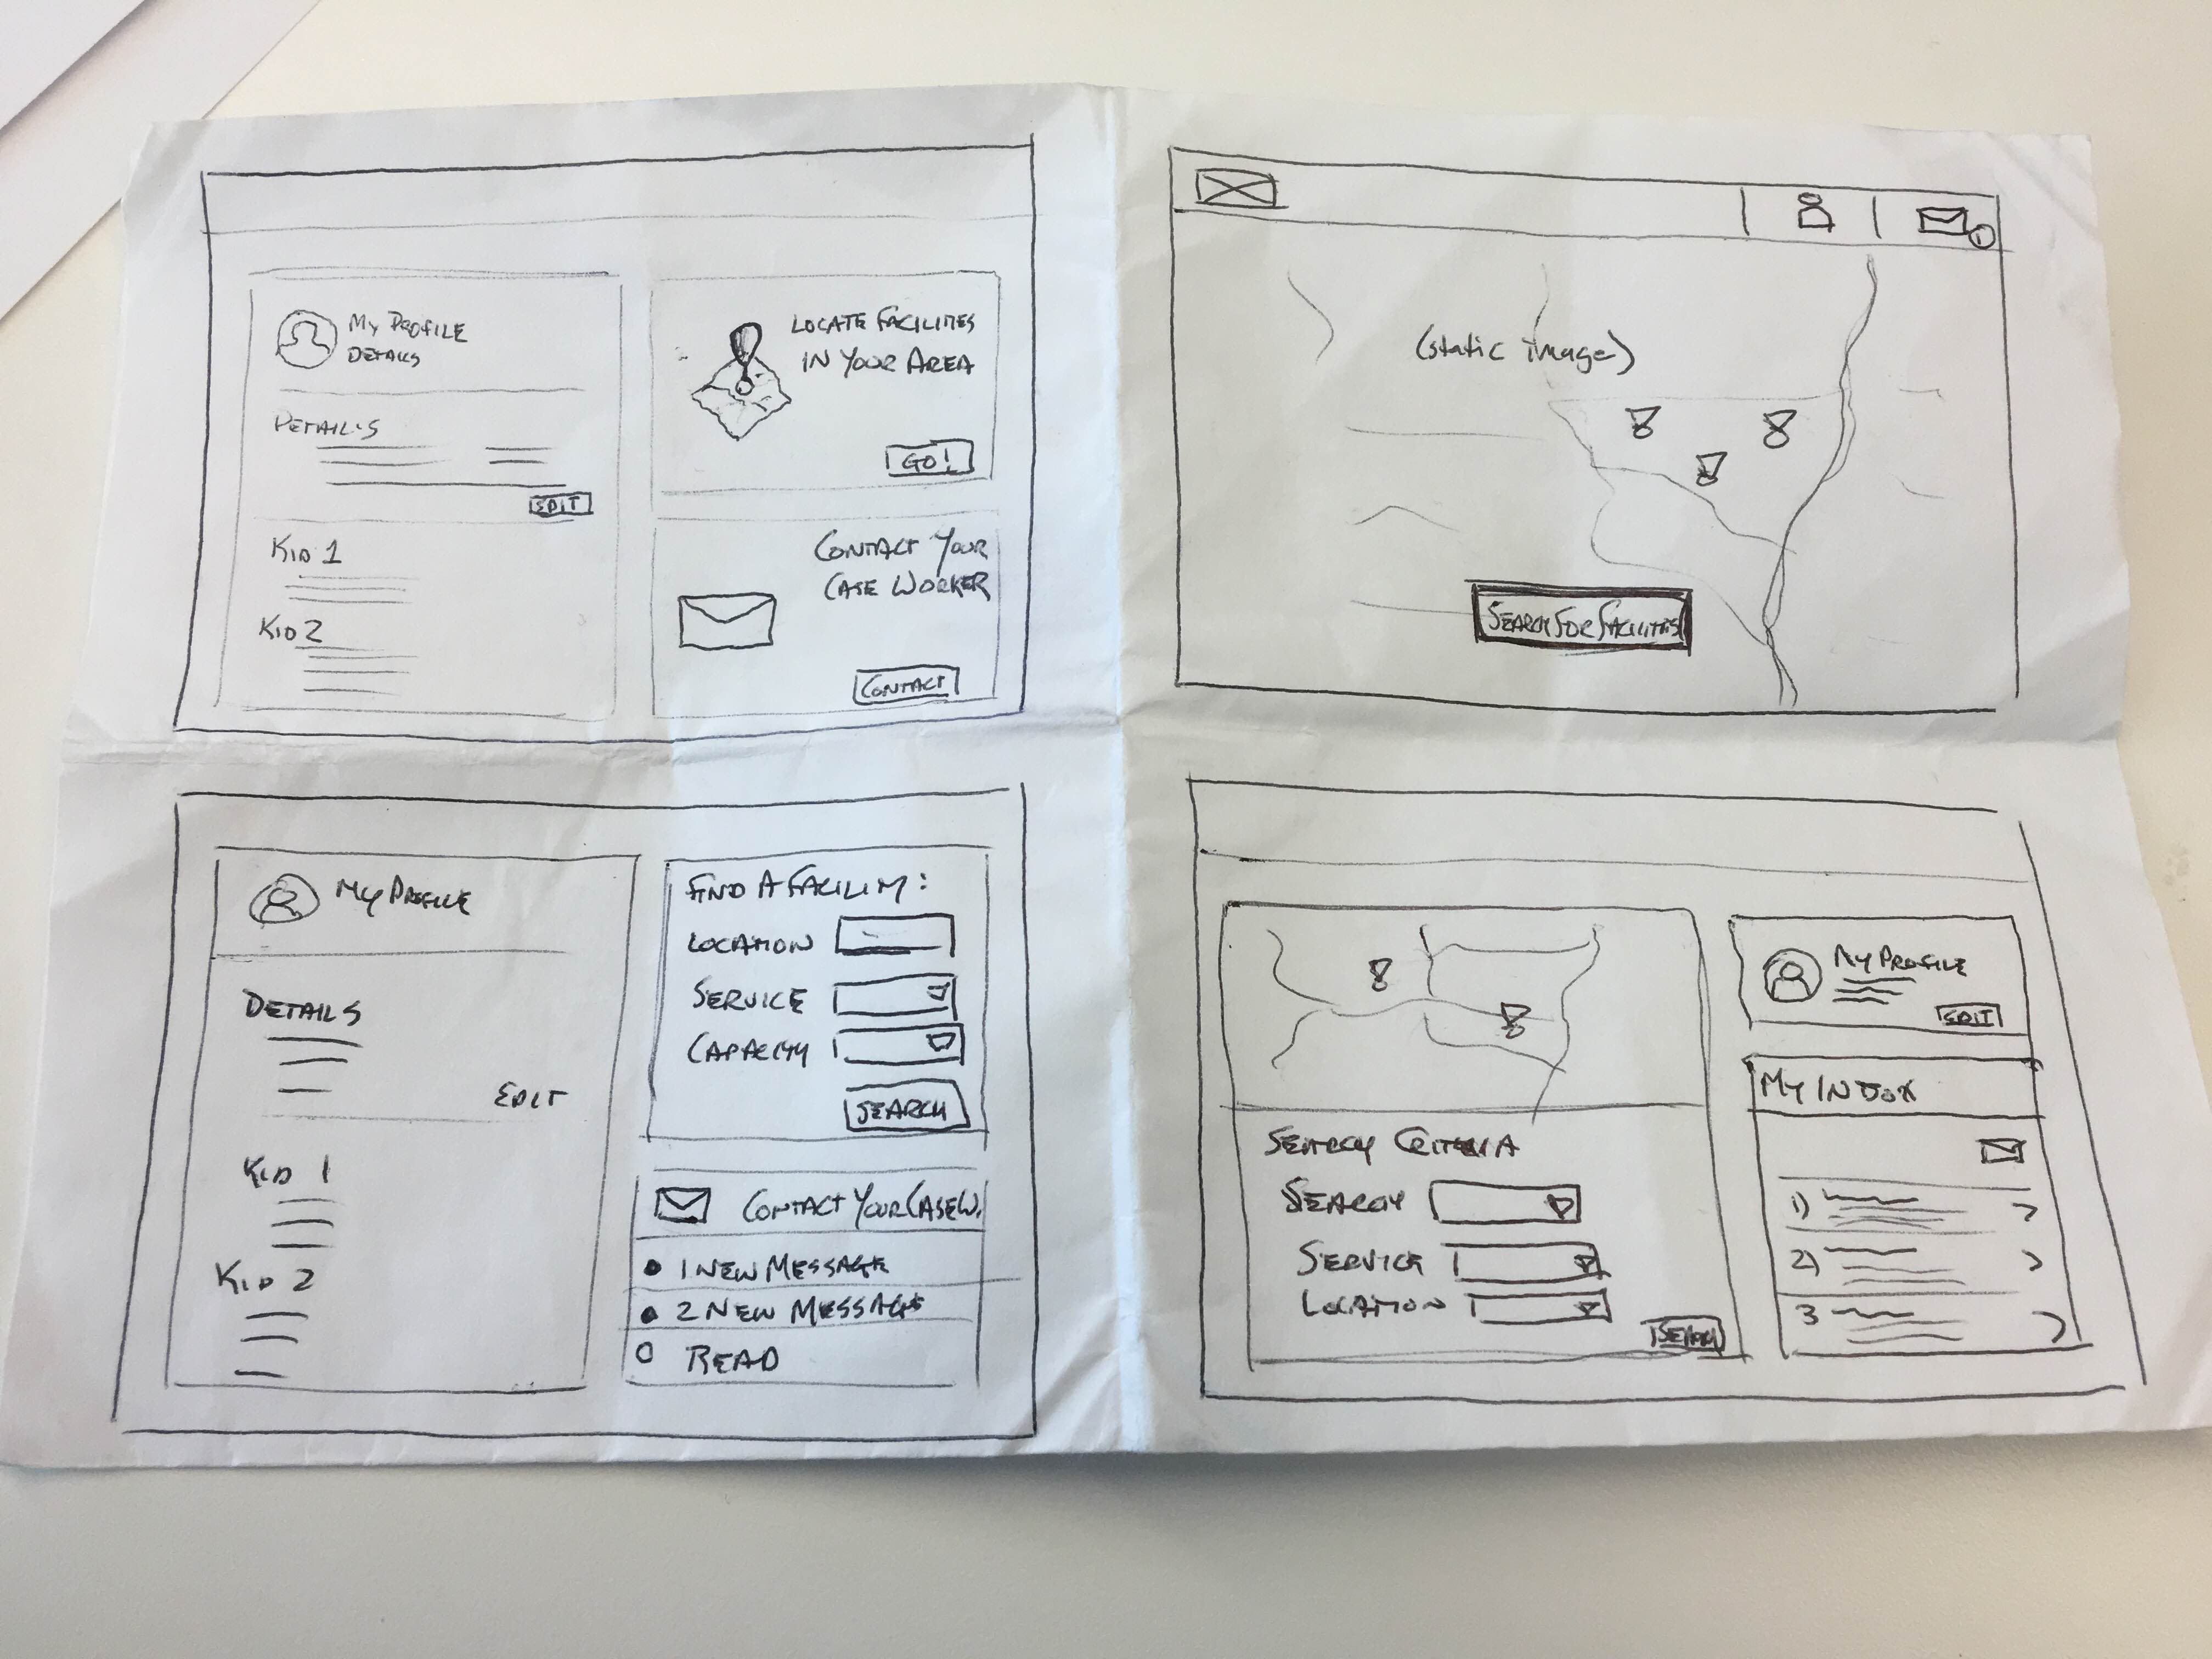 MY PROFILE
DETAILS
DETAILS
EDIT
KID 1
KID 2
LOCATE FACILITIES
IN YOUR AREA
GO!
CONTACT YOUR
CASE WORKER
CONTACT
(static image)
SEARCH FOR FACILITIES
MY PROFILE
DETAILS
EDIT
KID 1
KID 2
FIND A FACILITY:
LOCATION
SERVICE
CAPACITY
SEARCH
CONTACT YOUR CASE W.
1 NEW MESSAGE
2 NEW MESSAGE
READ
SEARCH CRITERIA
SEARCH
SERVICE
LOCATION
SEARCH
MY PROFILE
EDIT
MY INBOX
1)
2)
3